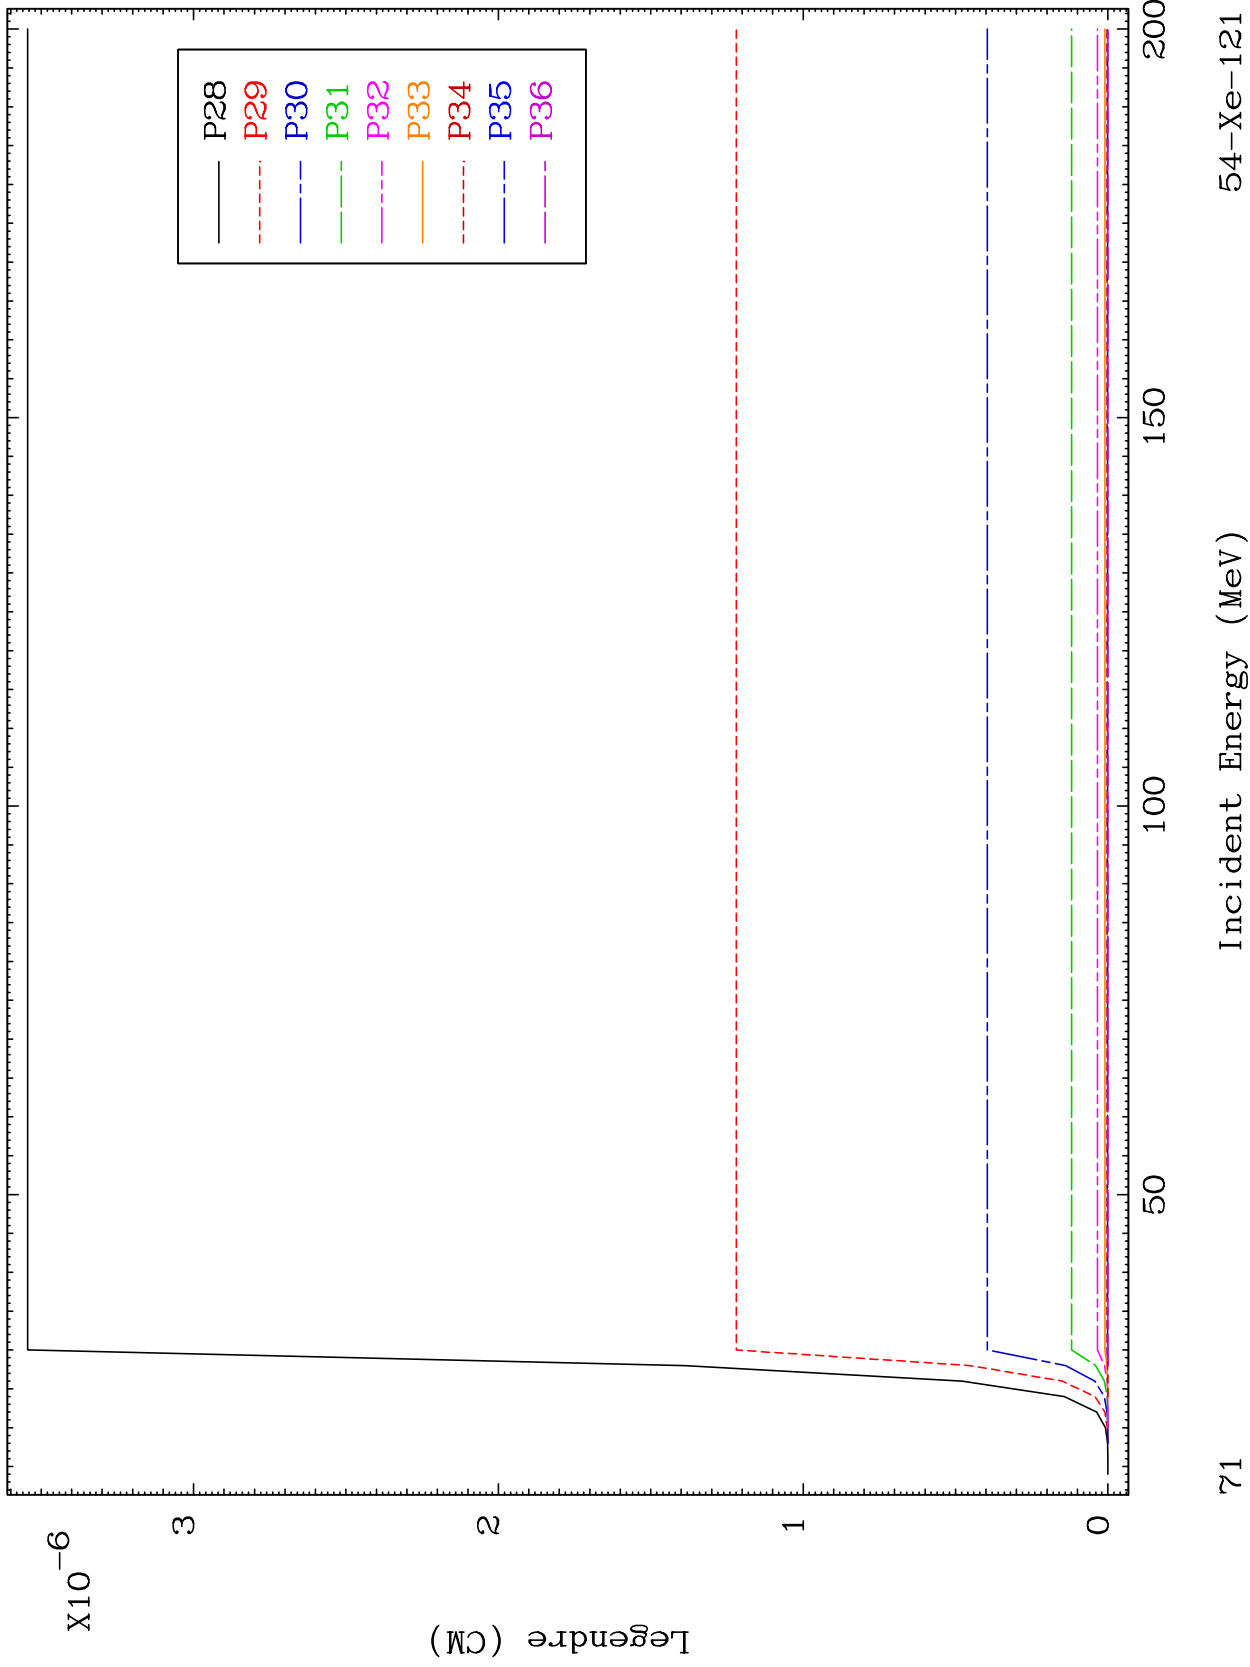 X10-6
Legendre (CM)
3
2
1
0
P28
P29
P30
P31
P32
P33
P34
P35
P36
50
100
150
200
Incident Energy (MeV)
71
54-Xe-121